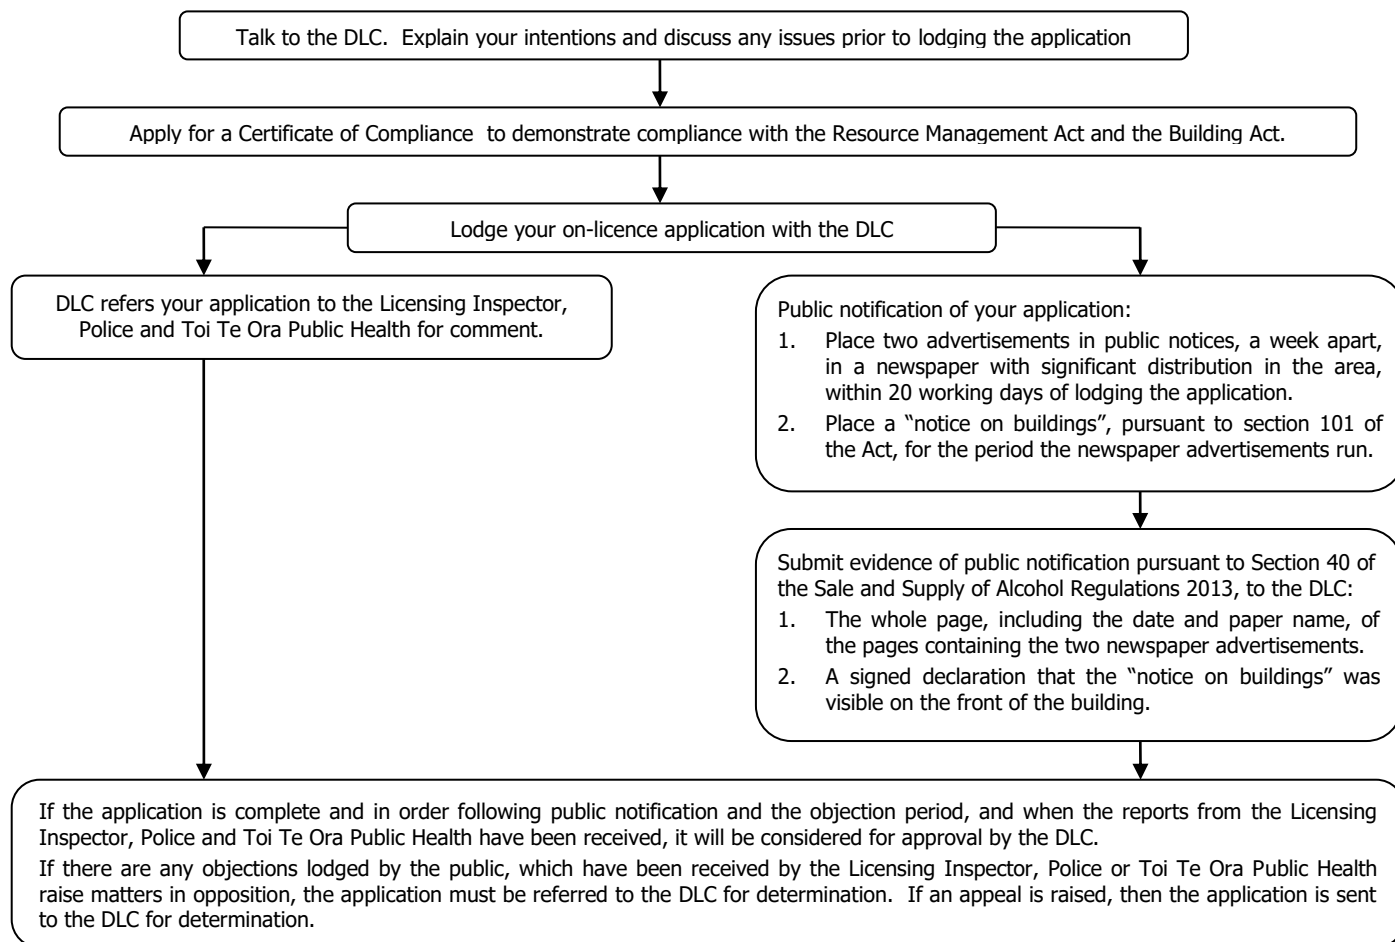 Talk to the DLC.  Explain your intentions and discuss any issues prior to lodging the application
Apply for a Certificate of Compliance  to demonstrate compliance with the Resource Management Act and the Building Act.
Lodge your on-licence application with the DLC
DLC refers your application to the Licensing Inspector,
Police and Toi Te Ora Public Health for comment.
Public notification of your application:
1. Place two advertisements in public notices, a week apart,
in a newspaper with significant distribution in the area,
within 20 working days of lodging the application.
2. Place a “notice on buildings”, pursuant to section 101 of
the Act, for the period the newspaper advertisements run.
Submit evidence of public notification pursuant to Section 40 of
the Sale and Supply of Alcohol Regulations 2013, to the DLC:
1. The whole page, including the date and paper name, of
the pages containing the two newspaper advertisements.
2. A signed declaration that the “notice on buildings” was
visible on the front of the building.
If the application is complete and in order following public notification and the objection period, and when the reports from the Licensing
Inspector, Police and Toi Te Ora Public Health have been received, it will be considered for approval by the DLC.
If there are any objections lodged by the public, which have been received by the Licensing Inspector, Police or Toi Te Ora Public Health
raise matters in opposition, the application must be referred to the DLC for determination.  If an appeal is raised, then the application is sent
to the DLC for determination.